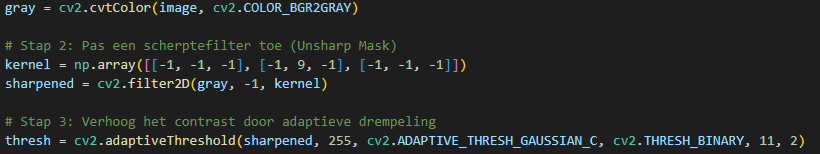 gray = cv2.cvtColor(image, cv2.COLOR_BGR2GRAY)
# Stap 2: Pas een scherptefilter toe (Unsharp Mask)
kernel = np.array([[-1, -1, -1], [-1, 9, -1], [-1, -1, -1]])
sharpened = cv2.filter2D(gray, -1, kernel)
# Stap 3: Verhoog het contrast door adaptieve drempeling
thresh = cv2.adaptiveThreshold(sharpened, 255, cv2.ADAPTIVE_THRESH_GAUSSIAN_C, cv2.THRESH_BINARY, 11, 2)